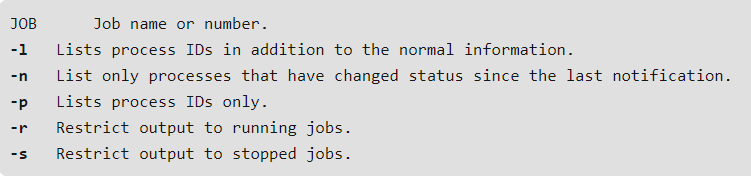 JOB Job name or number.
-l Lists process IDs in addition to the normal information.
-n List only processes that have changed status since the last notification.
-p Lists process IDs only.
-r Restrict output to running jobs.
-s Restrict output to stopped jobs.